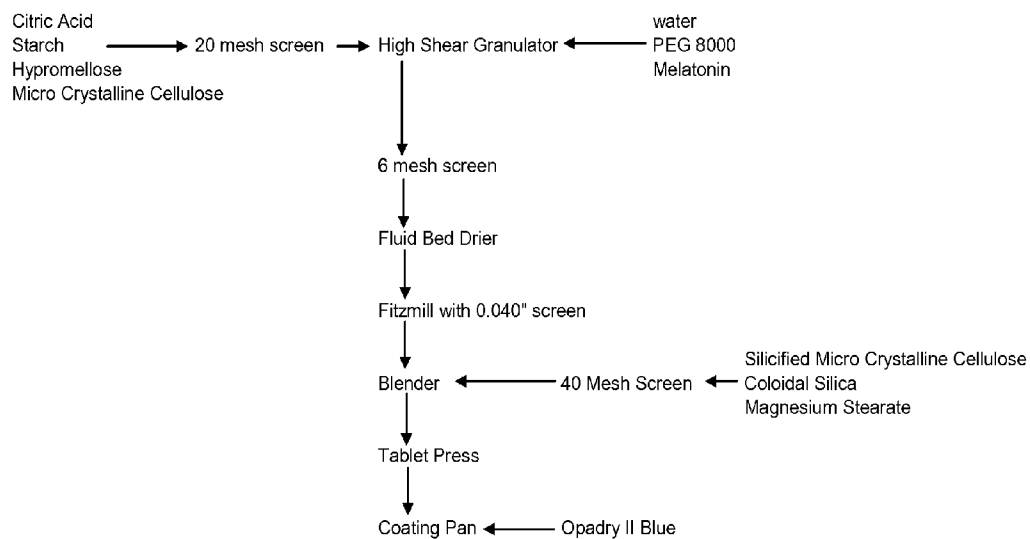 Citric Acid
Starch
Hypromellose
Micro Crystalline Cellulose
20 mesh screen
High Shear Granulator
water
PEG 8000
Melatonin
6 mesh screen
Fluid Bed Drier
Fitzmill with 0.040" screen
Blender
40 Mesh Screen
Silicified Micro Crystalline Cellulose
Coloidal Silica
Magnesium Stearate
Tablet Press
Coating Pan
Opadry II Blue